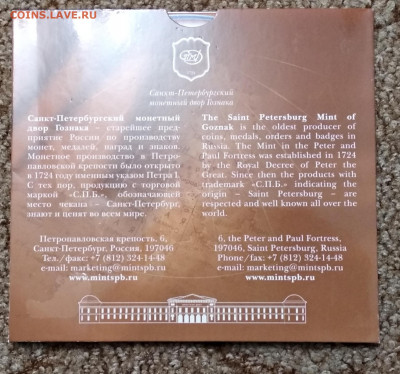 COINS.LAVE.RU
Санкт-Петербургский
монетный двор Гознака
Санкт-Петербургский монетный
двор Гознака – старейшее пред-
приятие России по производству
монет, медалей, наград и знаков.
Монетное производство в Петро-
павловской крепости было открыто
в 1724 году именным указом Петра I.
С тех пор, продукцию с торговой
маркой «С.П.Б.», обозначающей
место чекана – Санкт-Петербург,
знают и ценят во всем мире.
The Saint Petersburg Mint of
Goznak is the oldest producer of
coins, medals, orders and badges in
Russia. The Mint in the Peter and
Paul Fortress was established in 1724
by the Royal Decree of Peter the
Great. Since then the products with
trademark «С.П.Б.» indicating the
origin – Saint Petersburg – are
respected and well known all over the
world.
Петропавловская крепость, 6,
Санкт-Петербург, Россия, 197046
Тел./факс: +7 (812) 324-14-48
e-mail: marketing@mintspb.ru
www.mintspb.ru
6, the Peter and Paul Fortress,
197046, Saint Petersburg, Russia
Phone/fax: +7 (812) 324-14-48
e-mail: marketing@mintspb.ru
www.mintspb.ru